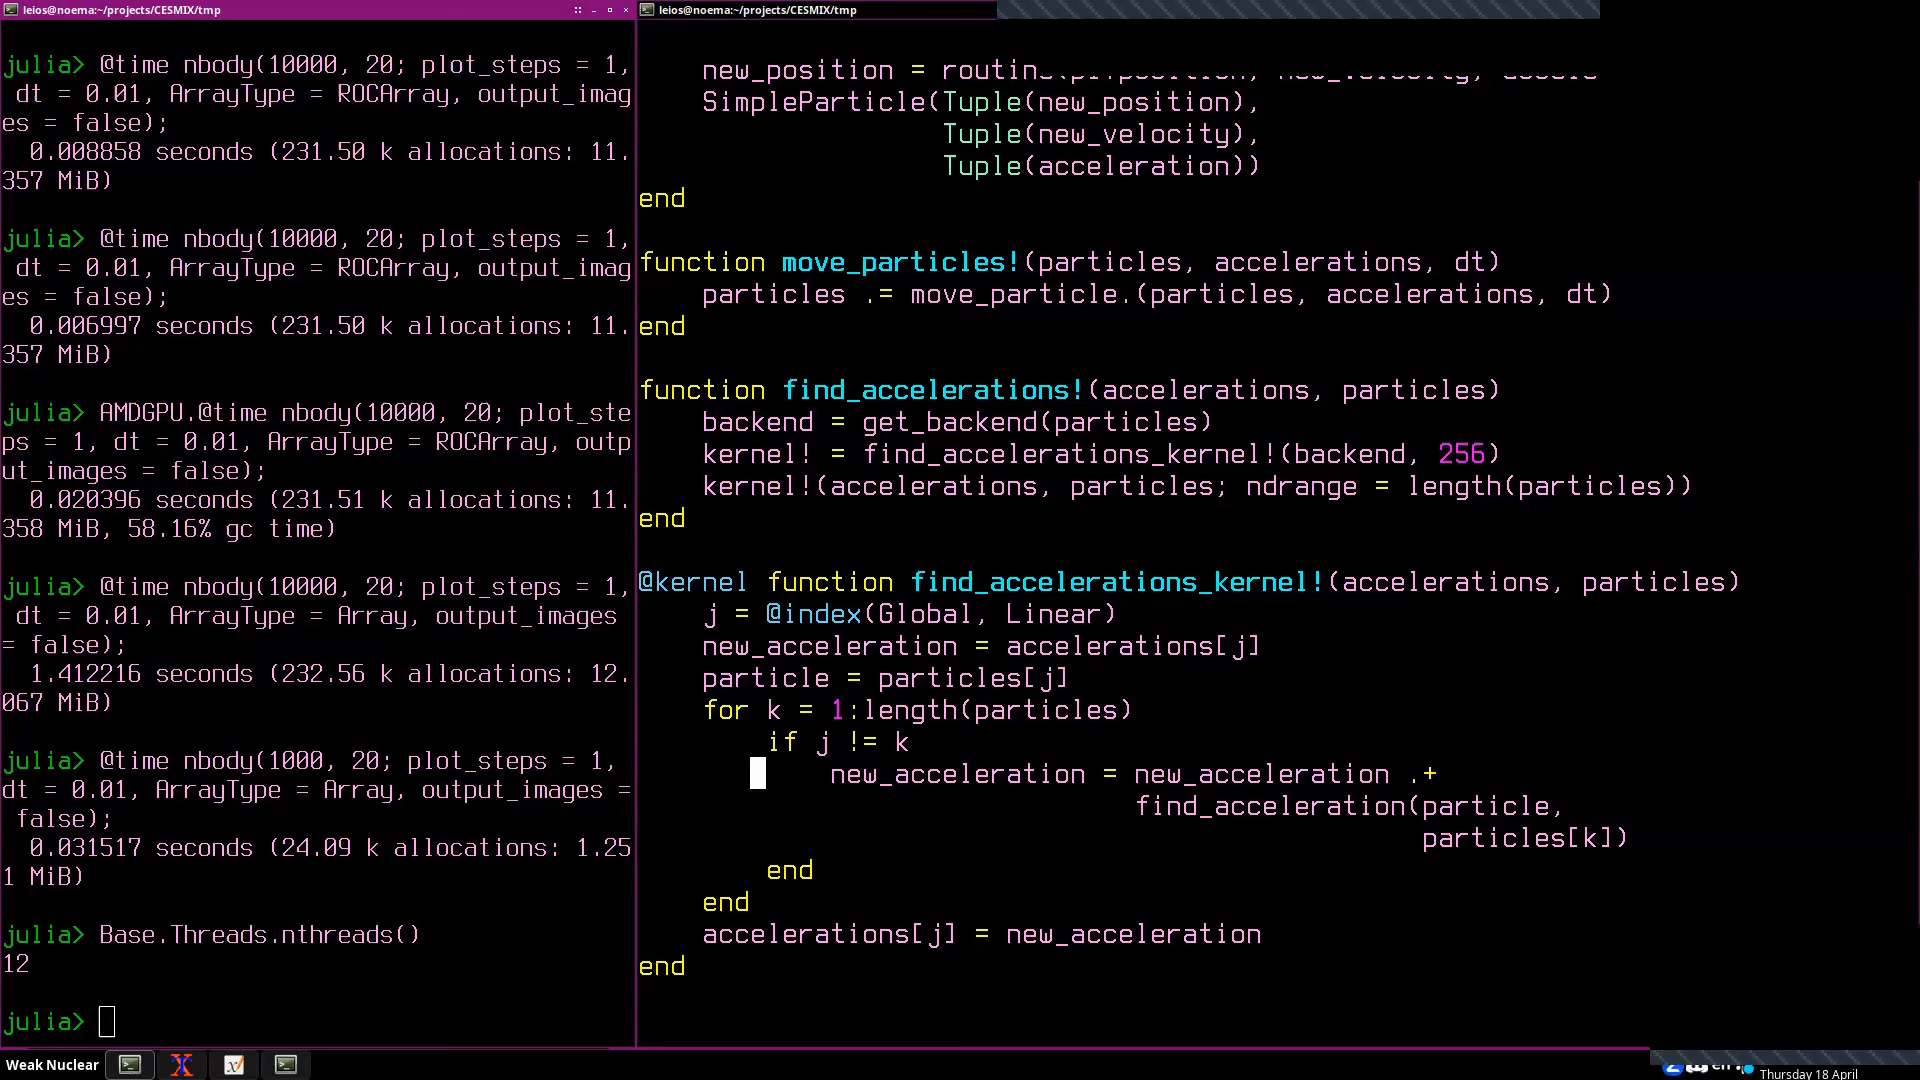 leios@noema:~/projects/CESMIX/tmp
julia> @time nbody(10000, 20; plot_steps = 1,
dt = 0.01, ArrayType = ROCArray, output_imag
es = false);
0.008858 seconds (231.50 k allocations: 11.
357 MiB)
julia> @time nbody(10000, 20; plot_steps = 1,
dt = 0.01, ArrayType = ROCArray, output_imag
es = false);
0.006997 seconds (231.50 k allocations: 11.
357 MiB)
julia> AMDGPU.@time nbody(10000, 20; plot_ste
ps = 1, dt = 0.01, ArrayType = ROCArray, outp
ut_images = false);
0.020396 seconds (231.51 k allocations: 11.
358 MiB, 58.16% gc time)
julia> @time nbody(10000, 20; plot_steps = 1,
dt = 0.01, ArrayType = Array, output_images
= false);
1.412216 seconds (232.56 k allocations: 12.
067 MiB)
julia> @time nbody(1000, 20; plot_steps = 1,
dt = 0.01, ArrayType = Array, output_images =
false);
0.031517 seconds (24.09 k allocations: 1.25
1 MiB)
julia> Base.Threads.nthreads()
12
julia>
leios@noema:~/projects/CESMIX/tmp
new_position =
SimpleParticle(Tuple(new_position),
Tuple(new_velocity),
Tuple(acceleration))
end
function move_particles!(particles, accelerations, dt)
particles .= move_particle.(particles, accelerations, dt)
end
function find_accelerations!(accelerations, particles)
backend = get_backend(particles)
kernel! = find_accelerations_kernel!(backend, 256)
kernel!(accelerations, particles; ndrange = length(particles))
end
@kernel function find_accelerations_kernel!(accelerations, particles)
j = @index(Global, Linear)
new_acceleration = accelerations[j]
particle = particles[j]
for k = 1:length(particles)
if j != k
new_acceleration = new_acceleration .+
find_acceleration(particle,
particles[k])
end
end
accelerations[j] = new_acceleration
end
Weak Nuclear
Thursday 18 April